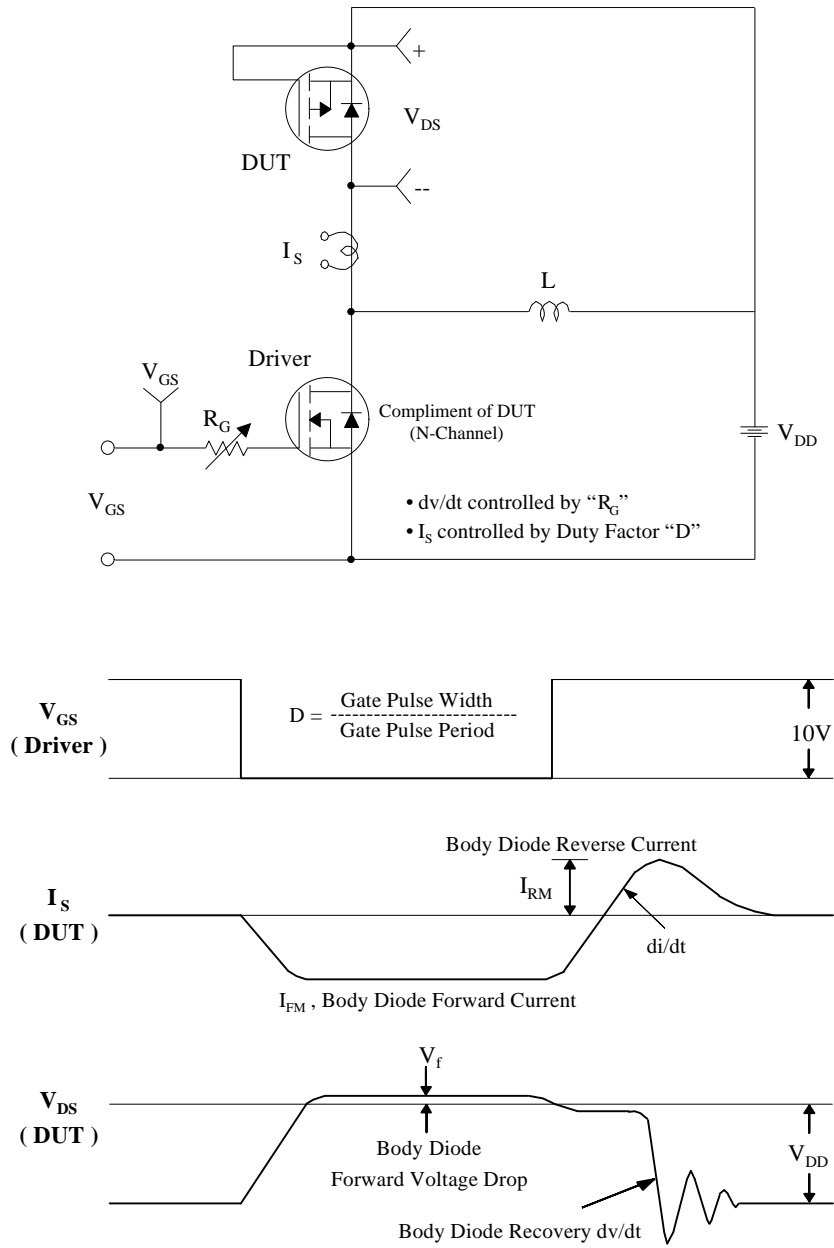 +
V_DS
DUT
--
I_S
L
Driver
V_GS
R_G
Compliment of DUT
(N-Channel)
V_DD
V_GS
• dv/dt controlled by “R_G”
• I_S controlled by Duty Factor “D”
V_GS
( Driver )
D = Gate Pulse Width
--------------------------
Gate Pulse Period
10V
Body Diode Reverse Current
I_S
( DUT )
I_RM
di/dt
I_FM , Body Diode Forward Current
V_f
V_DS
( DUT )
Body Diode
Forward Voltage Drop
V_DD
Body Diode Recovery dv/dt